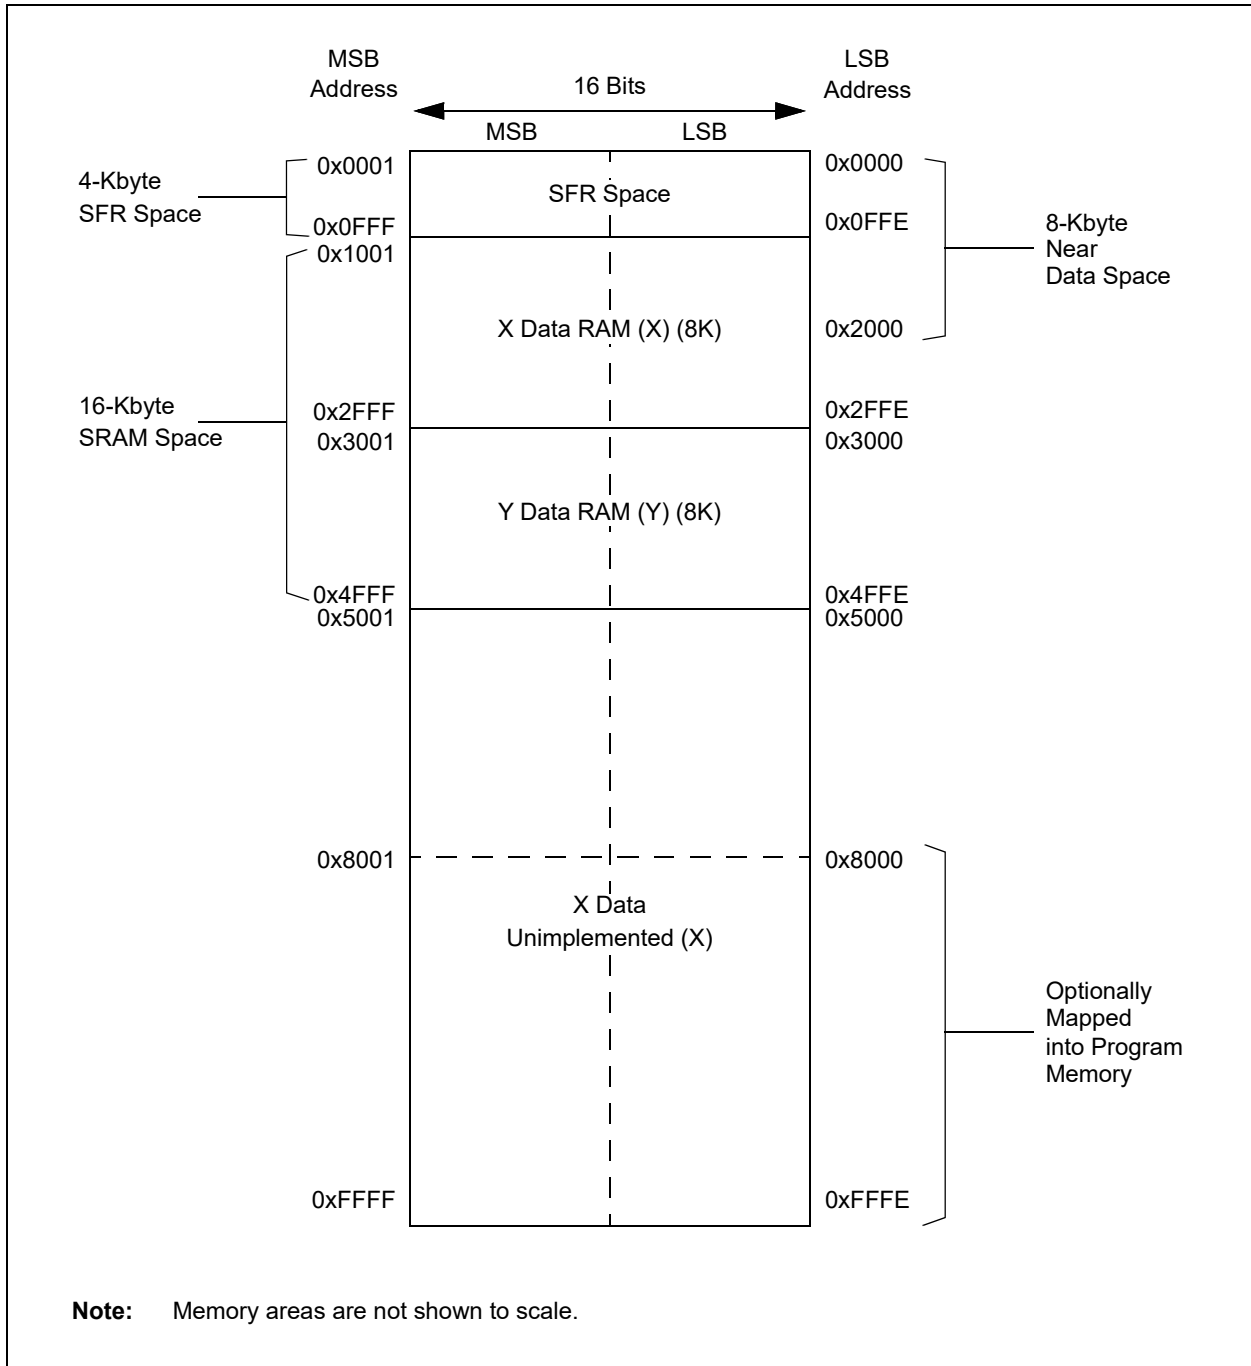 MSB
Address
16 Bits
LSB
Address
MSB
LSB
4-Kbyte
SFR Space
0x0001
0x0FFF
SFR Space
0x0000
0x0FFE
8-Kbyte
Near
Data Space
0x1001
X Data RAM (X) (8K)
0x2000
16-Kbyte
SRAM Space
0x2FFF
0x3001
0x2FFE
0x3000
Y Data RAM (Y) (8K)
0x4FFF
0x5001
0x4FFE
0x5000
0x8001
0x8000
X Data
Unimplemented (X)
Optionally
Mapped
into Program
Memory
0xFFFF
0xFFFE
Note: Memory areas are not shown to scale.